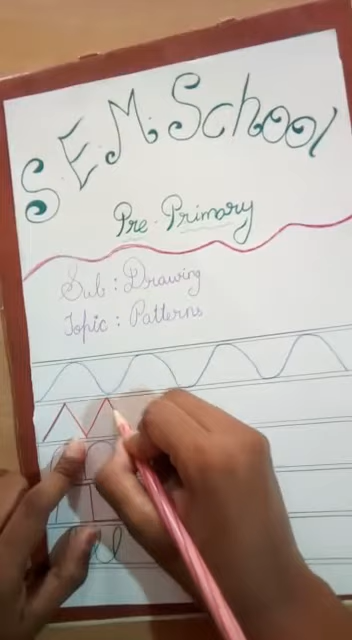 S.E.M.School
Pre-Primary
Sub : Drawing
Topic : Patterns